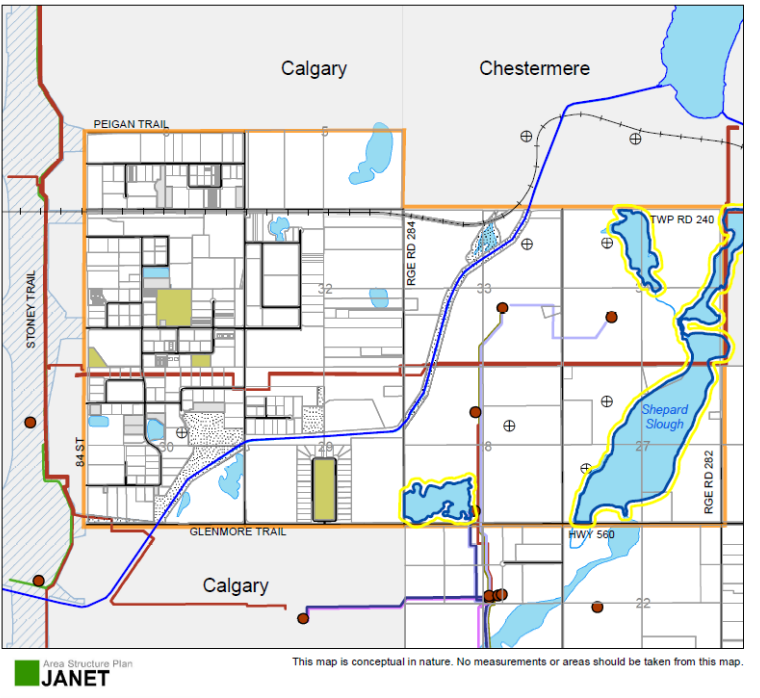 Calgary
Chestermere
PEIGAN TRAIL
5
TWP RD 240
RGE RD 284
STONEY TRAIL
32
33
84 ST
Shepard
Slough
30
29
27
RGE RD 282
GLENMORE TRAIL
HWY 560
Calgary
22
Area Structure Plan
JANET
This map is conceptual in nature. No measurements or areas should be taken from this map.